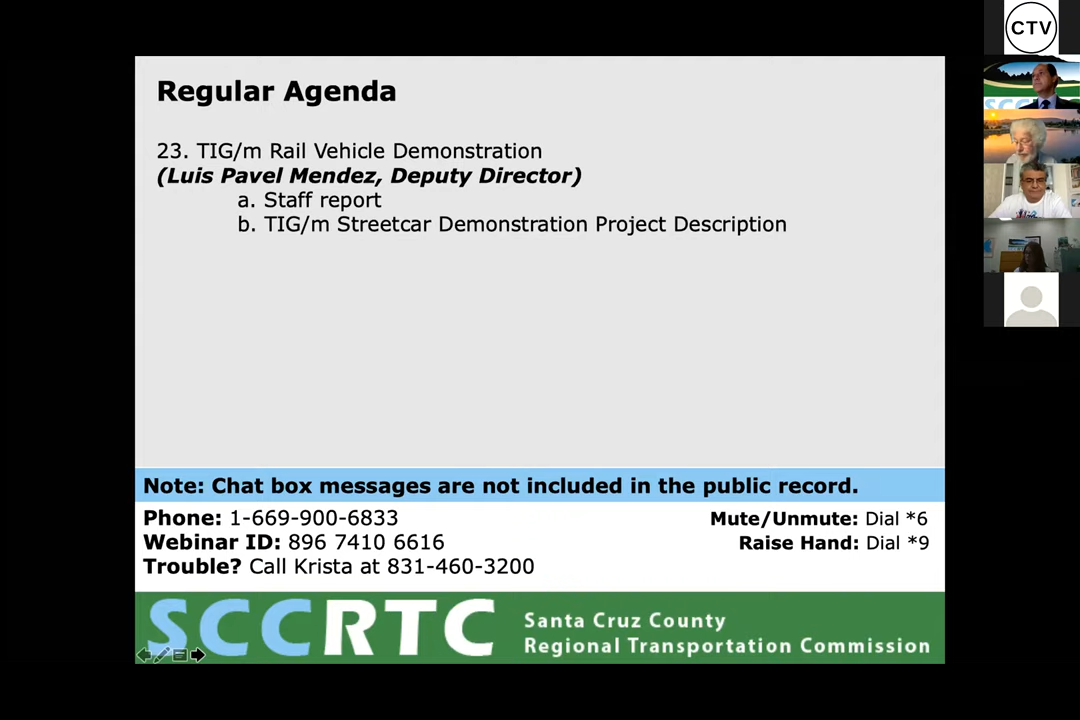 CTV
Regular Agenda
23. TIG/m Rail Vehicle Demonstration
(Luis Pavel Mendez, Deputy Director)
a. Staff report
b. TIG/m Streetcar Demonstration Project Description
Note: Chat box messages are not included in the public record.
Phone: 1-669-900-6833
Mute/Unmute: Dial *6
Webinar ID: 896 7410 6616
Raise Hand: Dial *9
Trouble? Call Krista at 831-460-3200
SCCRTC
Santa Cruz County
Regional Transportation Commission